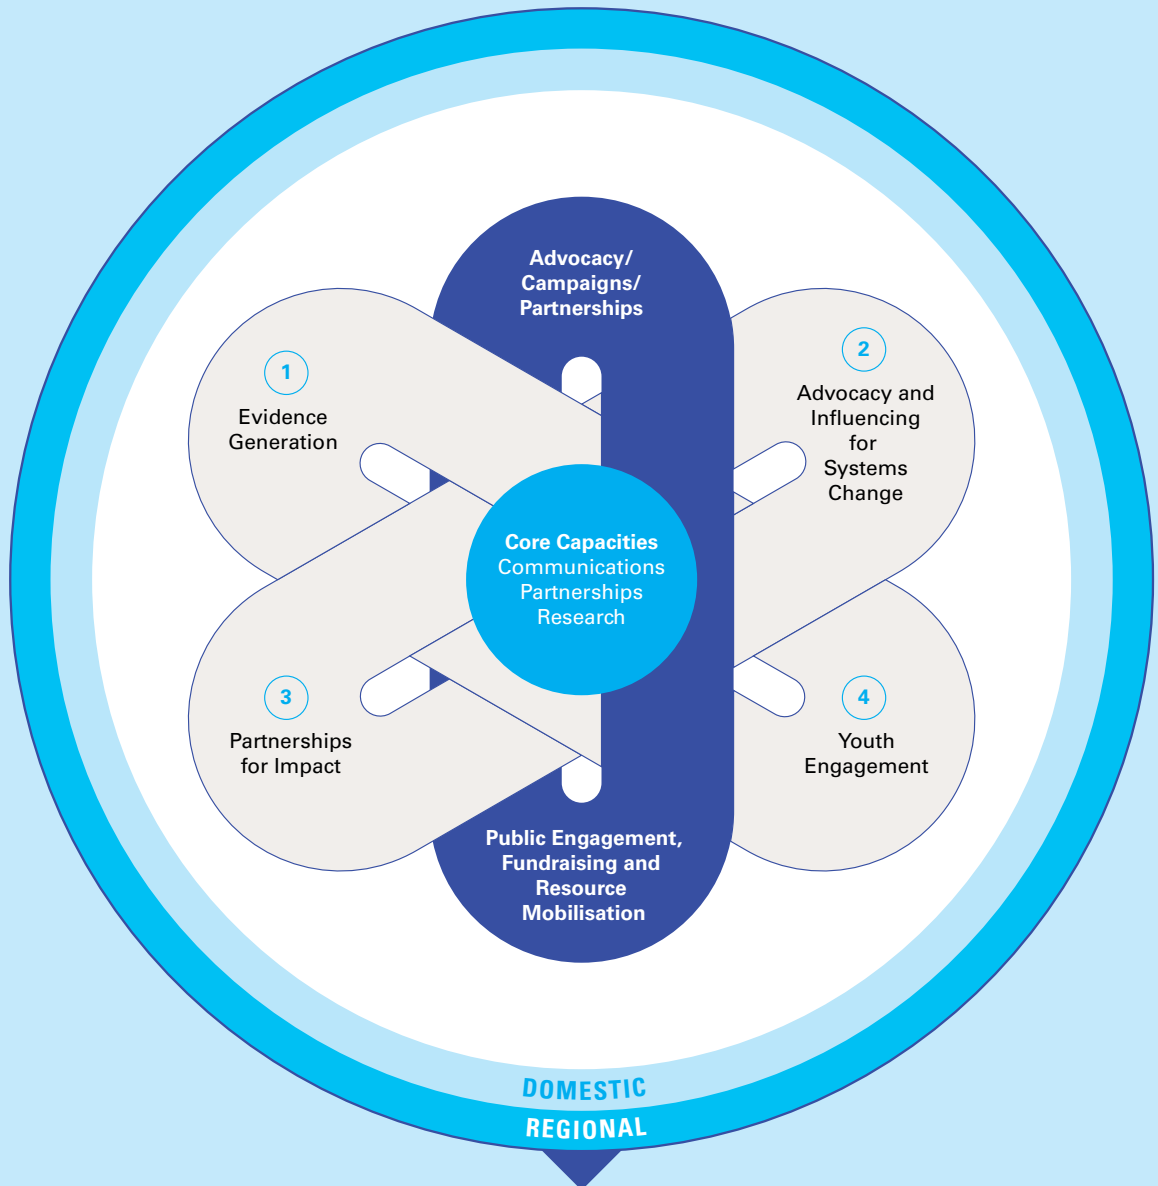 Advocacy/
Campaigns/
Partnerships
1
Evidence
Generation
2
Advocacy and
Influencing
for
Systems
Change
Core Capacities
Communications
Partnerships
Research
3
Partnerships
for Impact
4
Youth
Engagement
Public Engagement,
Fundraising and
Resource
Mobilisation
DOMESTIC
REGIONAL